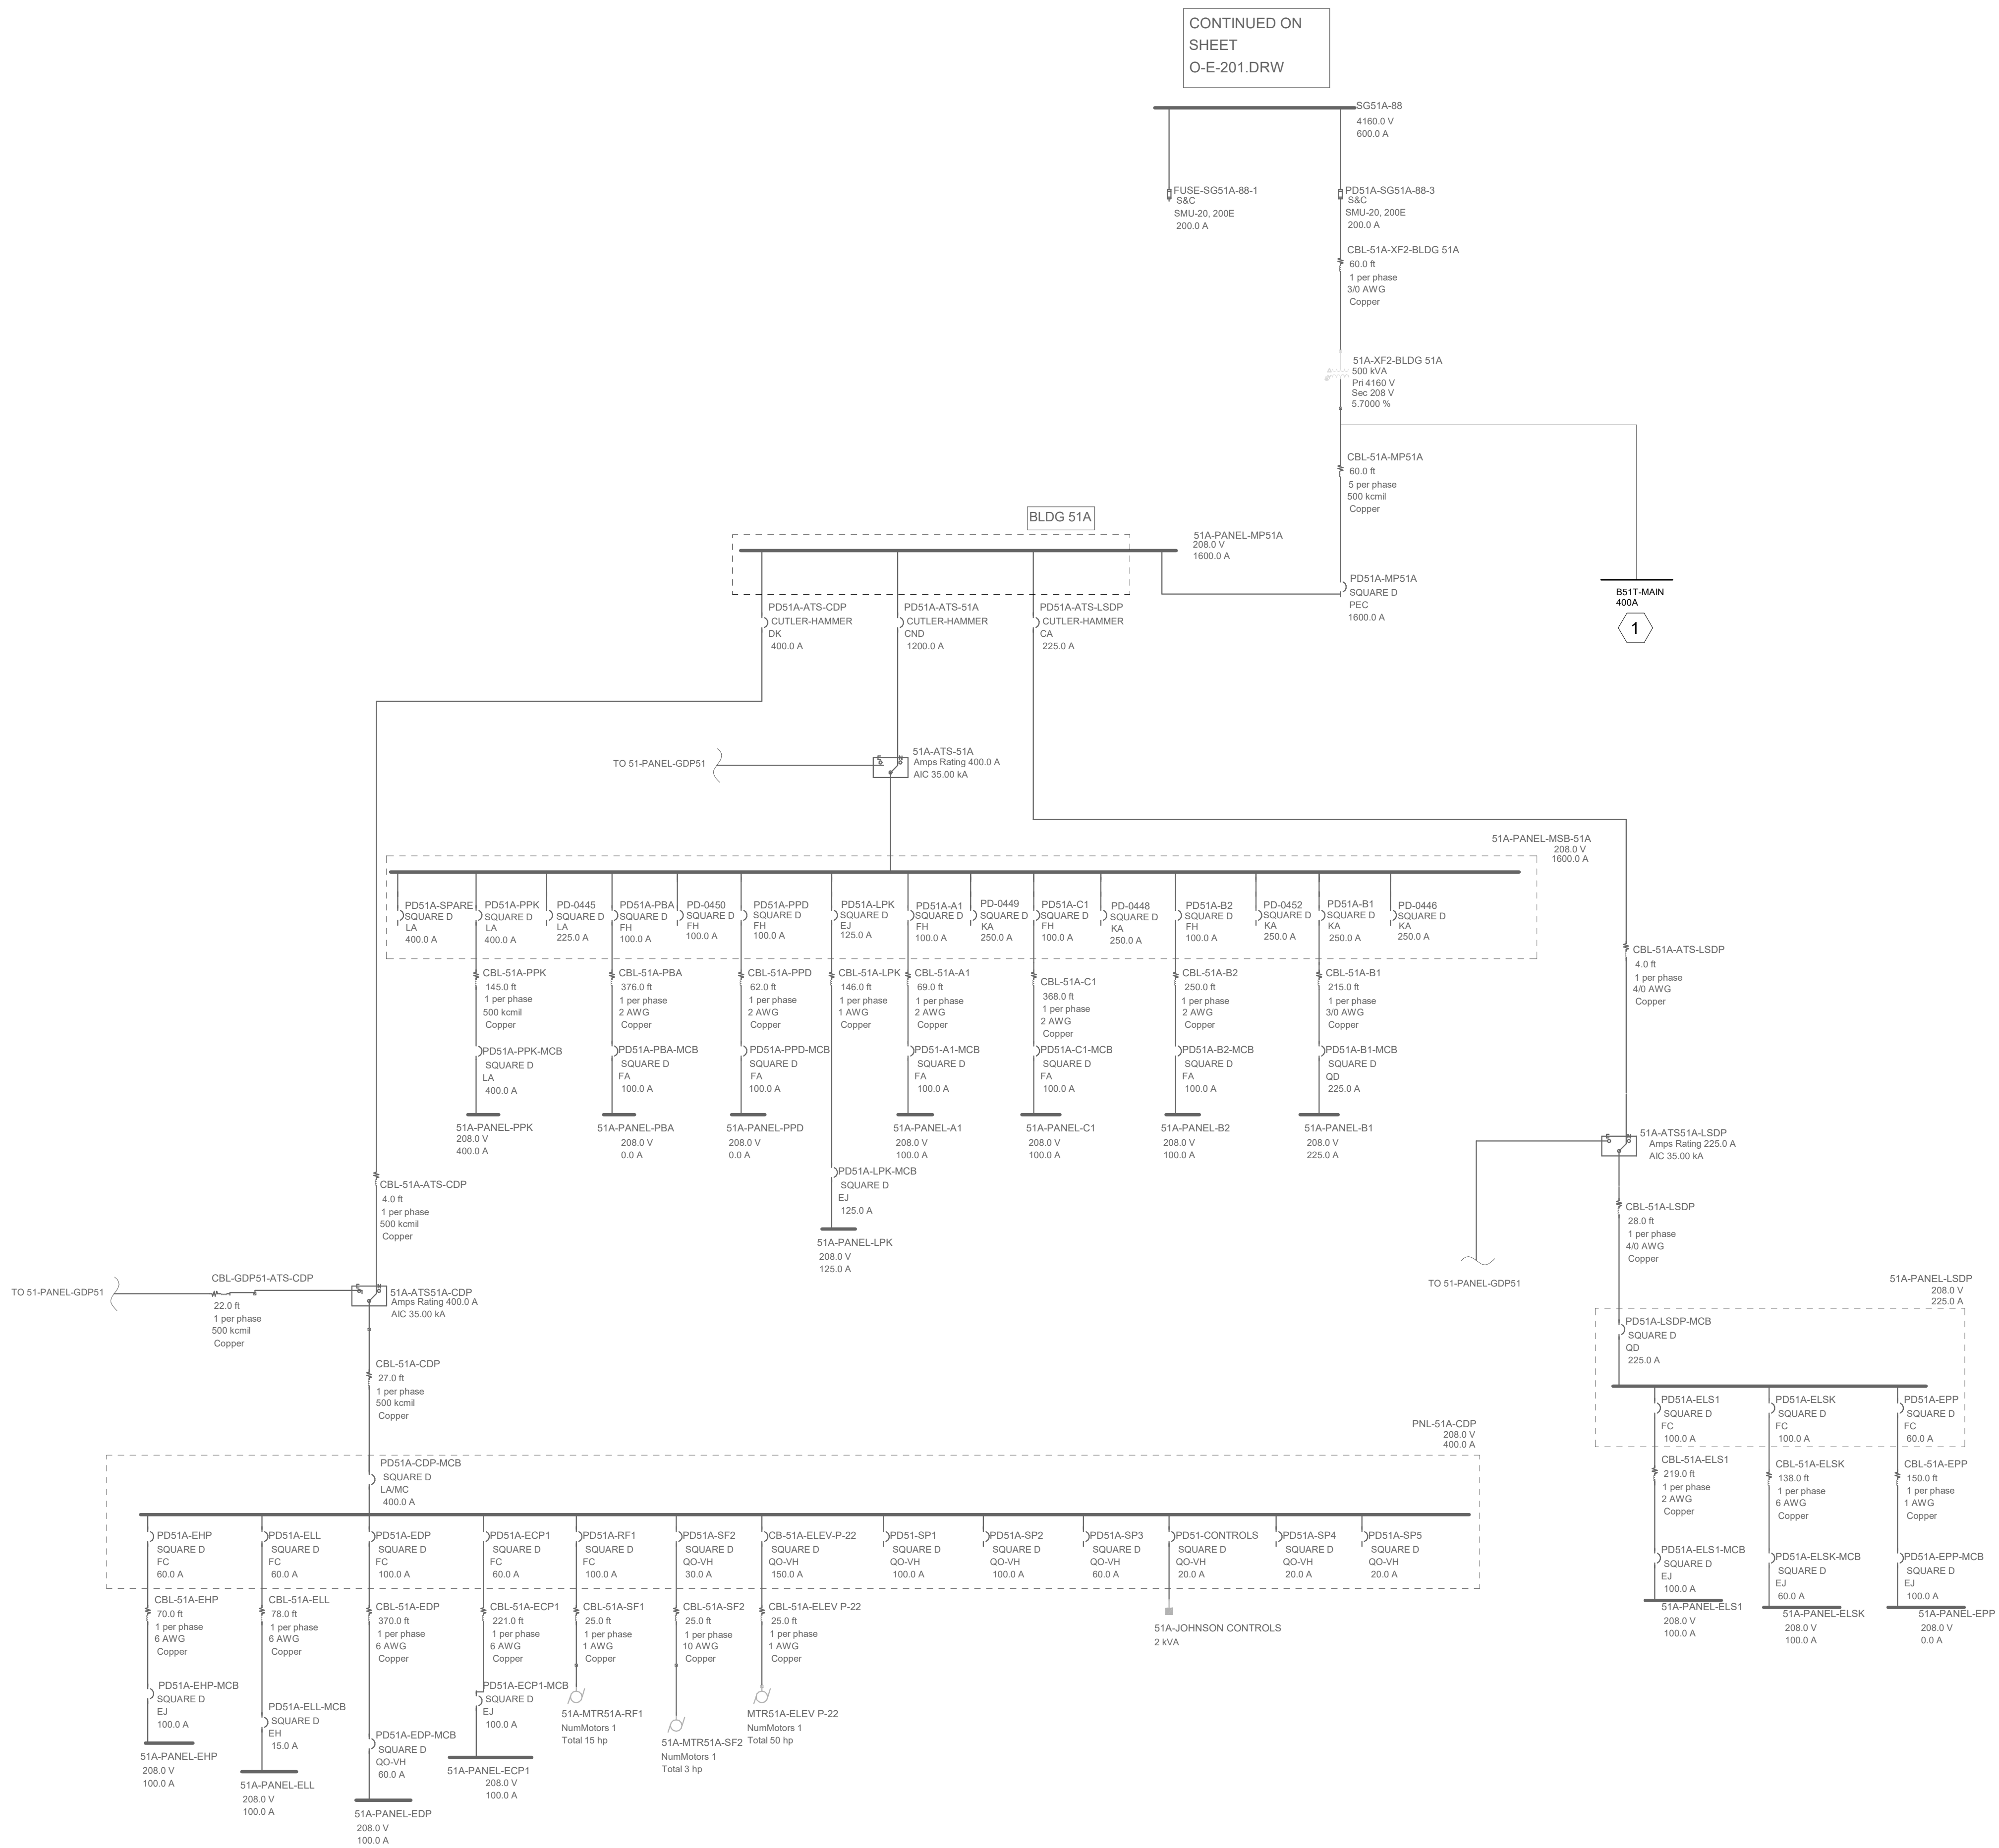 CONTINUED ON
SHEET
O-E-201.DRW
SG51A-88
4160.0 V
600.0 A
FUSE-SG51A-88-1
S&C
SMU-20, 200E
200.0 A
PD51A-SG51A-88-3
S&C
SMU-20, 200E
200.0 A
CBL-51A-XF2-BLDG 51A
60.0 ft
1 per phase
3/0 AWG
Copper
51A-XF2-BLDG 51A
500 kVA
Pri 4160 V
Sec 208 V
5.7000 %
CBL-51A-MP51A
60.0 ft
5 per phase
500 kcmil
Copper
BLDG 51A
51A-PANEL-MP51A
208.0 V
1600.0 A
PD51A-MP51A
SQUARE D
PEC
1600.0 A
B51T-MAIN
400A
1
PD51A-ATS-CDP
CUTLER-HAMMER
DK
400.0 A
PD51A-ATS-51A
CUTLER-HAMMER
CND
1200.0 A
PD51A-ATS-LSDP
CUTLER-HAMMER
CA
225.0 A
TO 51-PANEL-GDP51
E
N
51A-ATS-51A
Amps Rating 400.0 A
AIC 35.00 kA
51A-PANEL-MSB-51A
208.0 V
1600.0 A
PD51A-SPARE
SQUARE D
LA
400.0 A
PD51A-PPK
SQUARE D
LA
400.0 A
PD-0445
SQUARE D
LA
225.0 A
PD51A-PBA
SQUARE D
FH
100.0 A
PD-0450
SQUARE D
FH
100.0 A
PD51A-PPD
SQUARE D
FH
100.0 A
PD51A-LPK
SQUARE D
EJ
125.0 A
PD51A-A1
SQUARE D
FH
100.0 A
PD-0449
SQUARE D
KA
250.0 A
PD51A-C1
SQUARE D
FH
100.0 A
PD-0448
SQUARE D
KA
250.0 A
PD51A-B2
SQUARE D
FH
100.0 A
PD-0452
SQUARE D
KA
250.0 A
PD51A-B1
SQUARE D
KA
250.0 A
PD-0446
SQUARE D
KA
250.0 A
CBL-51A-PPK
145.0 ft
1 per phase
500 kcmil
Copper
CBL-51A-PBA
376.0 ft
1 per phase
2 AWG
Copper
CBL-51A-PPD
62.0 ft
1 per phase
2 AWG
Copper
CBL-51A-LPK
146.0 ft
1 per phase
1 AWG
Copper
CBL-51A-A1
69.0 ft
1 per phase
2 AWG
Copper
CBL-51A-C1
368.0 ft
1 per phase
2 AWG
Copper
CBL-51A-B2
250.0 ft
1 per phase
2 AWG
Copper
CBL-51A-B1
215.0 ft
1 per phase
3/0 AWG
Copper
CBL-51A-ATS-LSDP
4.0 ft
1 per phase
4/0 AWG
Copper
PD51A-PPK-MCB
SQUARE D
LA
400.0 A
PD51A-PBA-MCB
SQUARE D
FA
100.0 A
PD51A-PPD-MCB
SQUARE D
FA
100.0 A
PD51-A1-MCB
SQUARE D
FA
100.0 A
PD51A-C1-MCB
SQUARE D
FA
100.0 A
PD51A-B2-MCB
SQUARE D
FA
100.0 A
PD51A-B1-MCB
SQUARE D
QD
225.0 A
51A-PANEL-PPK
208.0 V
400.0 A
51A-PANEL-PBA
208.0 V
0.0 A
51A-PANEL-PPD
208.0 V
0.0 A
51A-PANEL-A1
208.0 V
100.0 A
51A-PANEL-C1
208.0 V
100.0 A
51A-PANEL-B2
208.0 V
100.0 A
51A-PANEL-B1
208.0 V
225.0 A
PD51A-LPK-MCB
SQUARE D
EJ
125.0 A
51A-PANEL-LPK
208.0 V
125.0 A
E
N
51A-ATS51A-LSDP
Amps Rating 225.0 A
AIC 35.00 kA
CBL-51A-LSDP
28.0 ft
1 per phase
4/0 AWG
Copper
TO 51-PANEL-GDP51
CBL-51A-ATS-CDP
4.0 ft
1 per phase
500 kcmil
Copper
TO 51-PANEL-GDP51
CBL-GDP51-ATS-CDP
22.0 ft
1 per phase
500 kcmil
Copper
E
N
51A-ATS51A-CDP
Amps Rating 400.0 A
AIC 35.00 kA
CBL-51A-CDP
27.0 ft
1 per phase
500 kcmil
Copper
51A-PANEL-LSDP
208.0 V
225.0 A
PD51A-LSDP-MCB
SQUARE D
QD
225.0 A
PD51A-ELS1
SQUARE D
FC
100.0 A
PD51A-ELSK
SQUARE D
FC
100.0 A
PD51A-EPP
SQUARE D
FC
60.0 A
CBL-51A-ELS1
219.0 ft
1 per phase
2 AWG
Copper
CBL-51A-ELSK
138.0 ft
1 per phase
6 AWG
Copper
CBL-51A-EPP
150.0 ft
1 per phase
1 AWG
Copper
PD51A-ELS1-MCB
SQUARE D
EJ
100.0 A
PD51A-ELSK-MCB
SQUARE D
EJ
60.0 A
PD51A-EPP-MCB
SQUARE D
EJ
100.0 A
51A-PANEL-ELS1
208.0 V
100.0 A
51A-PANEL-ELSK
208.0 V
100.0 A
51A-PANEL-EPP
208.0 V
0.0 A
PNL-51A-CDP
208.0 V
400.0 A
PD51A-CDP-MCB
SQUARE D
LA/MC
400.0 A
PD51A-EHP
SQUARE D
FC
60.0 A
PD51A-ELL
SQUARE D
FC
60.0 A
PD51A-EDP
SQUARE D
FC
100.0 A
PD51A-ECP1
SQUARE D
FC
60.0 A
PD51A-RF1
SQUARE D
FC
100.0 A
PD51A-SF2
SQUARE D
QO-VH
30.0 A
CB-51A-ELEV-P-22
SQUARE D
QO-VH
150.0 A
PD51-SP1
SQUARE D
QO-VH
100.0 A
PD51A-SP2
SQUARE D
QO-VH
100.0 A
PD51A-SP3
SQUARE D
QO-VH
60.0 A
PD51-CONTROLS
SQUARE D
QO-VH
20.0 A
PD51A-SP4
SQUARE D
QO-VH
20.0 A
PD51A-SP5
SQUARE D
QO-VH
20.0 A
CBL-51A-EHP
70.0 ft
1 per phase
6 AWG
Copper
CBL-51A-ELL
78.0 ft
1 per phase
6 AWG
Copper
CBL-51A-EDP
370.0 ft
1 per phase
6 AWG
Copper
CBL-51A-ECP1
221.0 ft
1 per phase
6 AWG
Copper
CBL-51A-SF1
25.0 ft
1 per phase
1 AWG
Copper
CBL-51A-SF2
25.0 ft
1 per phase
10 AWG
Copper
CBL-51A-ELEV P-22
25.0 ft
1 per phase
1 AWG
Copper
51A-JOHNSON CONTROLS
2 kVA
PD51A-EHP-MCB
SQUARE D
EJ
100.0 A
PD51A-ELL-MCB
SQUARE D
EH
15.0 A
PD51A-EDP-MCB
SQUARE D
QO-VH
60.0 A
PD51A-ECP1-MCB
SQUARE D
EJ
100.0 A
51A-MTR51A-RF1
NumMotors 1
Total 15 hp
51A-MTR51A-SF2
NumMotors 1
Total 3 hp
MTR51A-ELEV P-22
NumMotors 1
Total 50 hp
51A-PANEL-EHP
208.0 V
100.0 A
51A-PANEL-ELL
208.0 V
100.0 A
51A-PANEL-EDP
208.0 V
100.0 A
51A-PANEL-ECP1
208.0 V
100.0 A